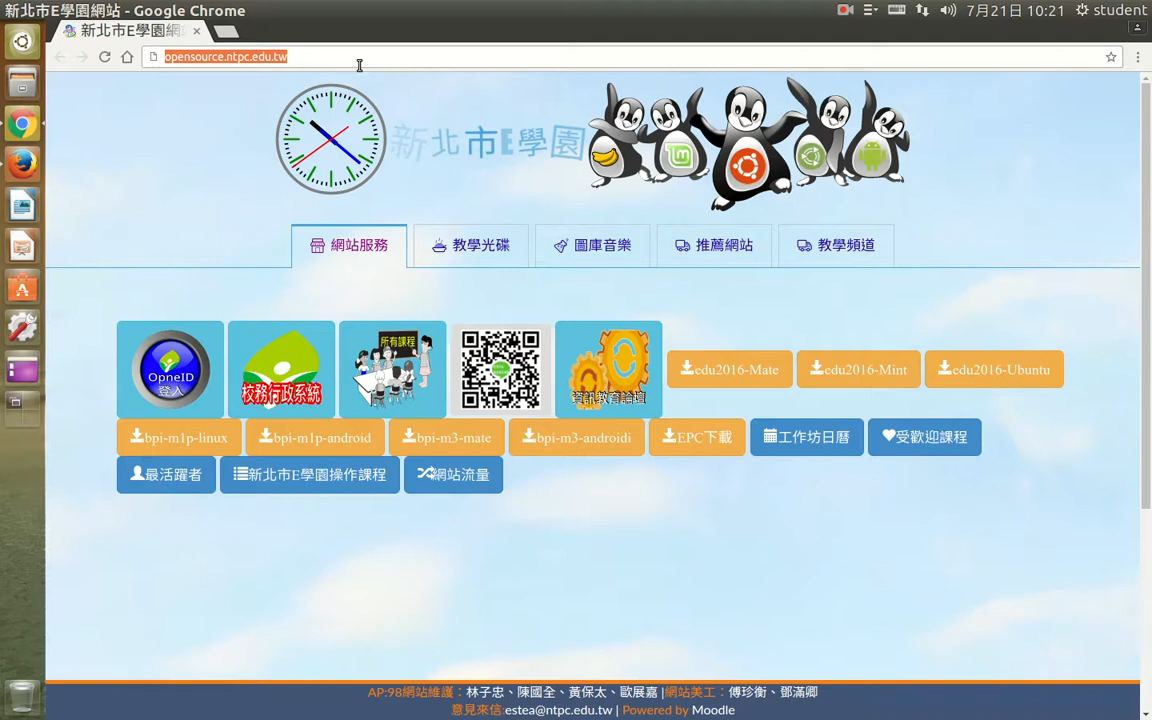 新北市E學園網站 - Google Chrome
7月21日 10:21 student
新北市E學園網
opensource.ntpc.edu.tw
新北市E學園
網站服務 教學光碟 圖庫音樂 推薦網站 教學頻道
OpneID
登入
校務行政系統
所有課程
資訊教育論壇
edu2016-Mate edu2016-Mint edu2016-Ubuntu
bpi-m1p-linux bpi-m1p-android bpi-m3-mate bpi-m3-androidi EPC下載 工作坊日曆 受歡迎課程
最活躍者 新北市E學園操作課程 網站流量
AP:98網站維護：林子忠、陳國全、黃保太、歐展嘉 |網站美工：傅珍衡、鄧滿卿
意見來信:estea@ntpc.edu.tw | Powered by Moodle